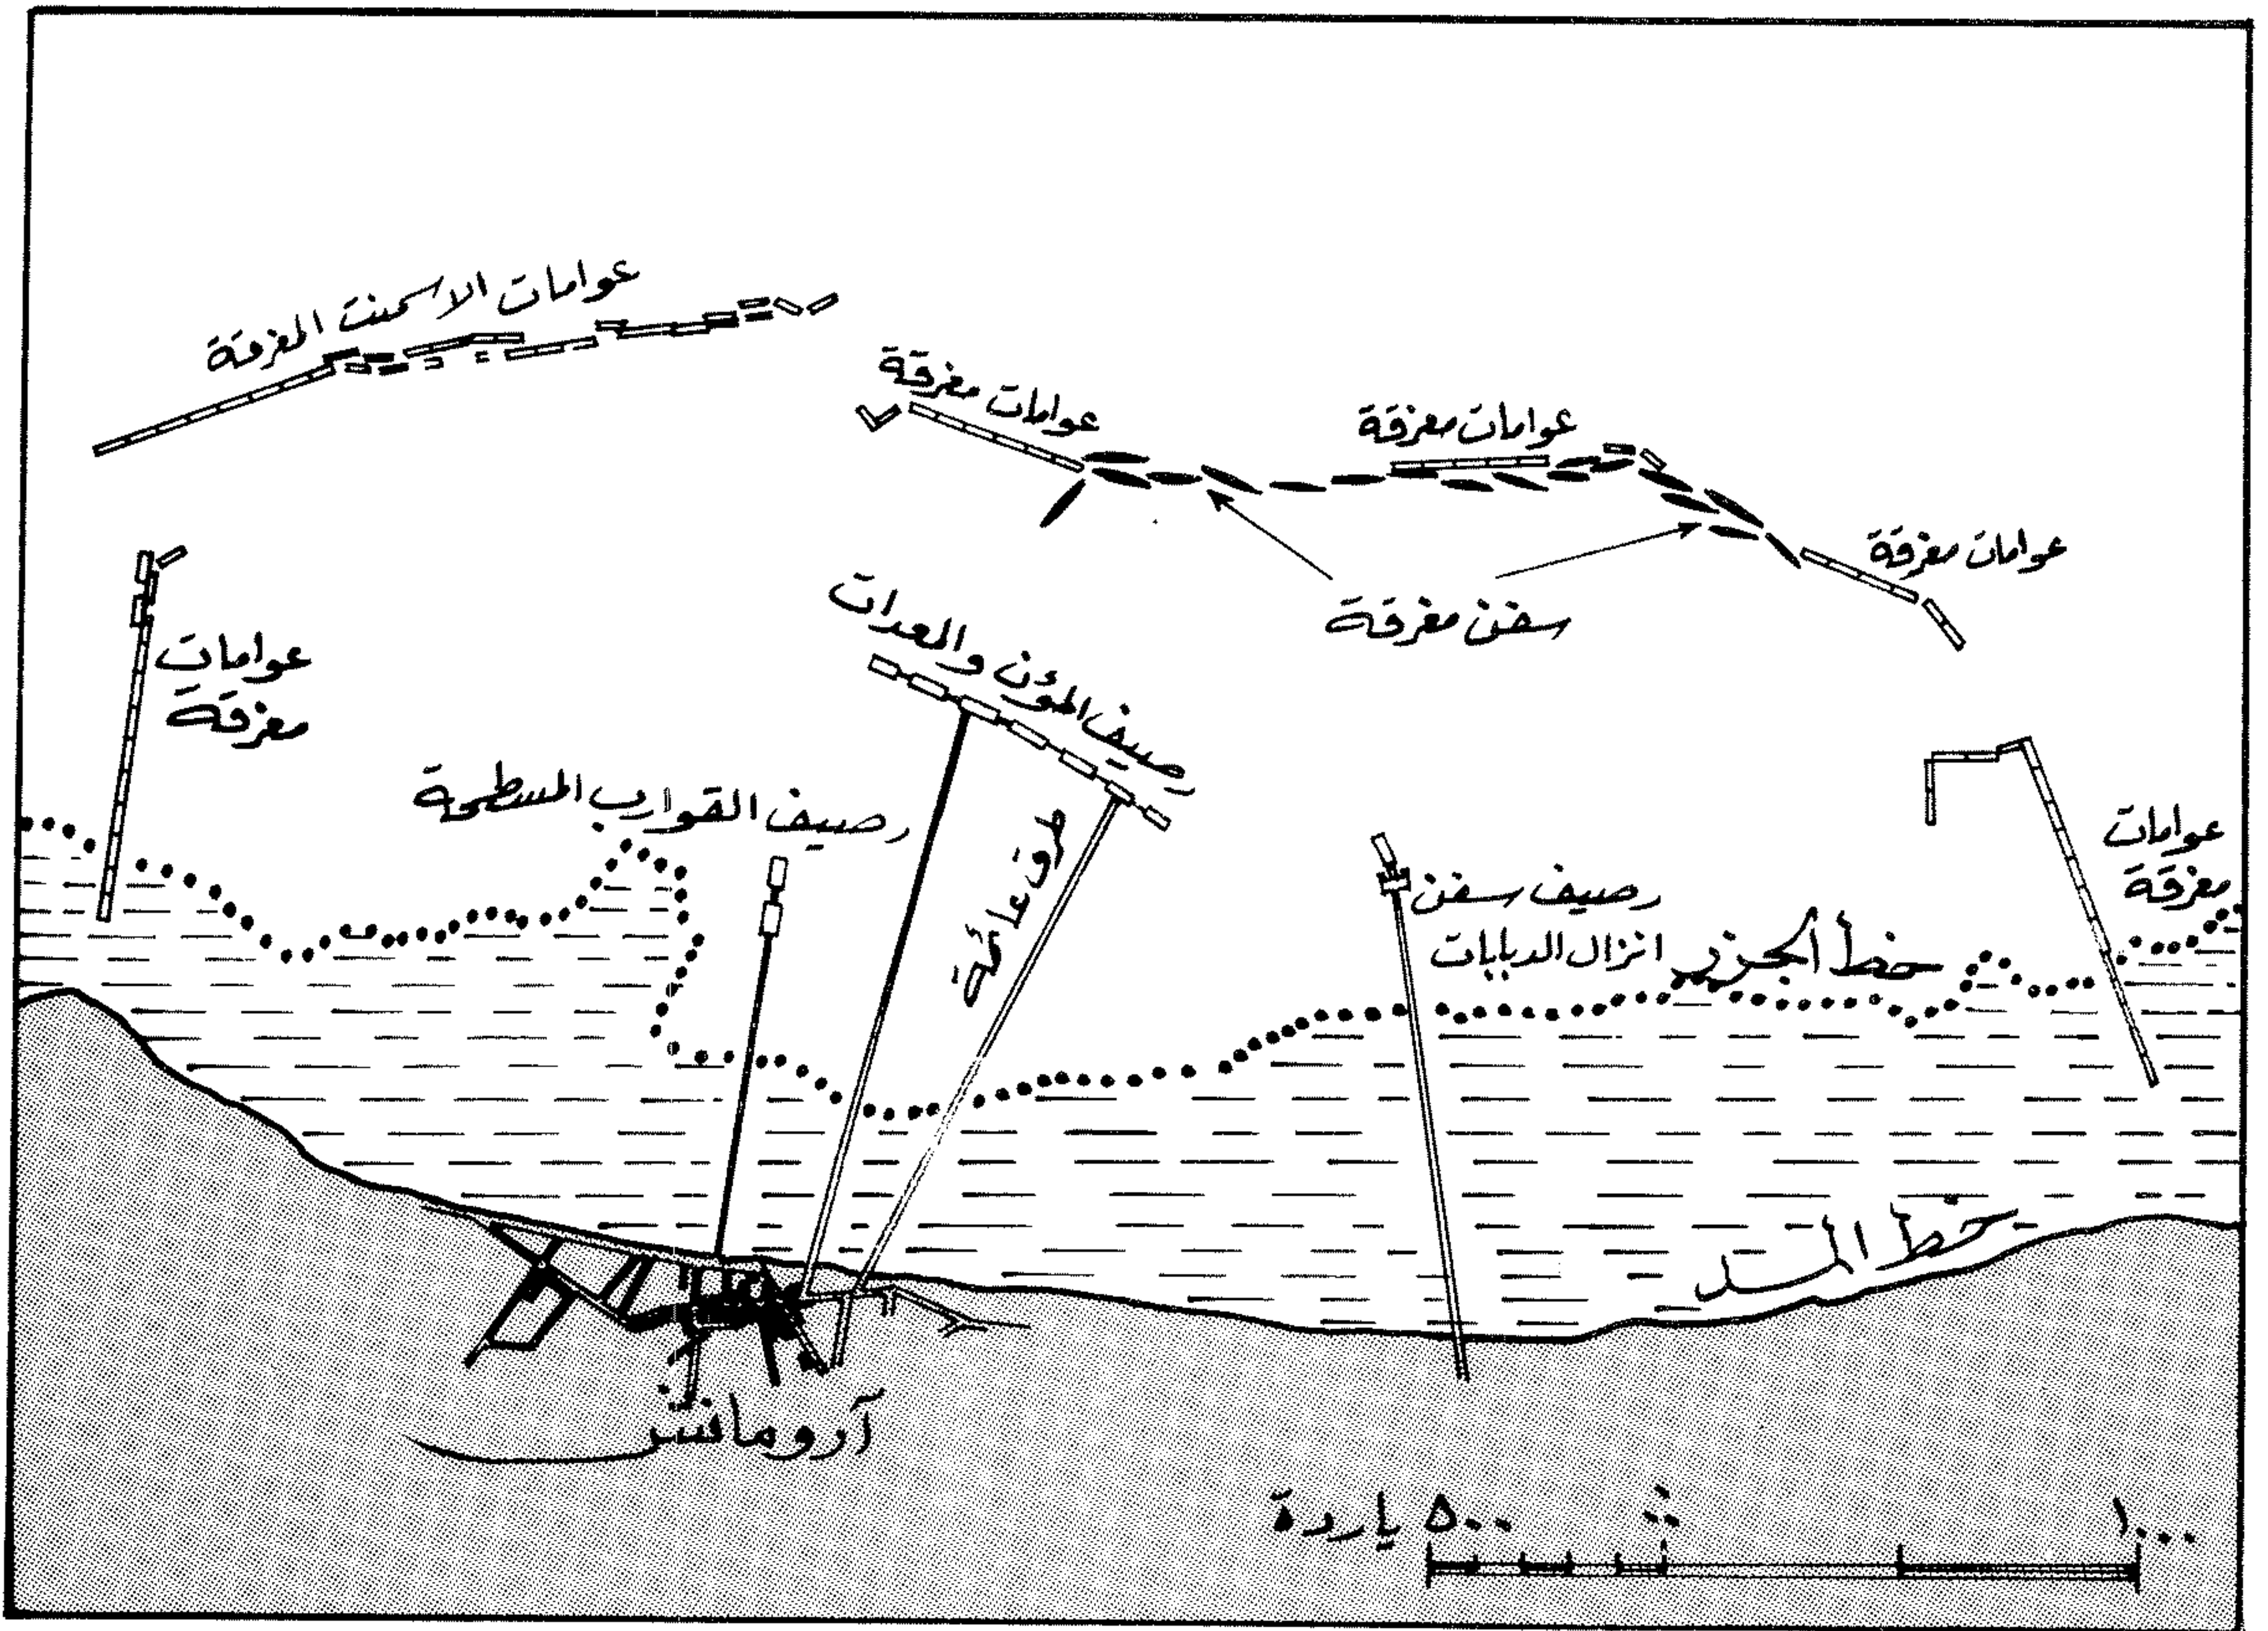 عوامات الاسمنت المغرقة
عوامات مغرقة
عوامات مغرقة
عوامات مغرقة
سفن مغرقة
عوامات
مغرقة
رصيف المؤن والمعدات
رصيف القوارب المسطحة
طرق عائمة
عوامات
مغرقة
رصيف سفن
انزال الدبابات
خط الجزر
خط المد
آرومانش
٥٠٠ ياردة
١٠٠٠